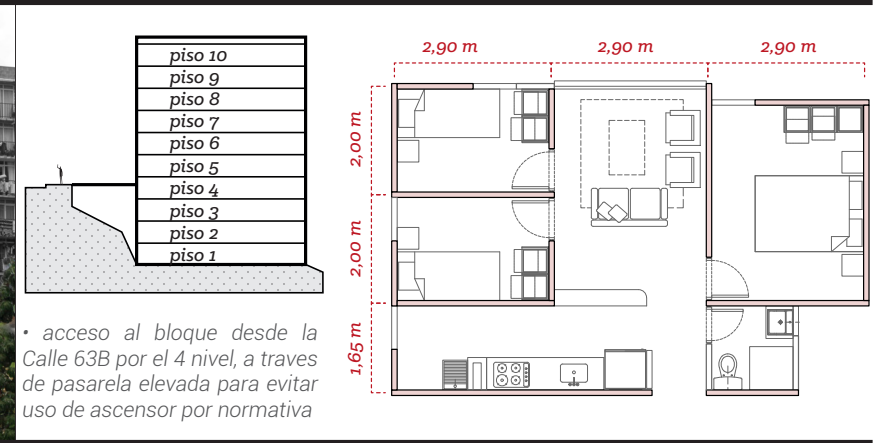 piso 10
piso 9
piso 8
piso 7
piso 6
piso 5
piso 4
piso 3
piso 2
piso 1
• acceso al bloque desde la
Calle 63B por el 4 nivel, a traves
de pasarela elevada para evitar
uso de ascensor por normativa
2,90 m
2,90 m
2,90 m
2,00 m
2,00 m
1,65 m